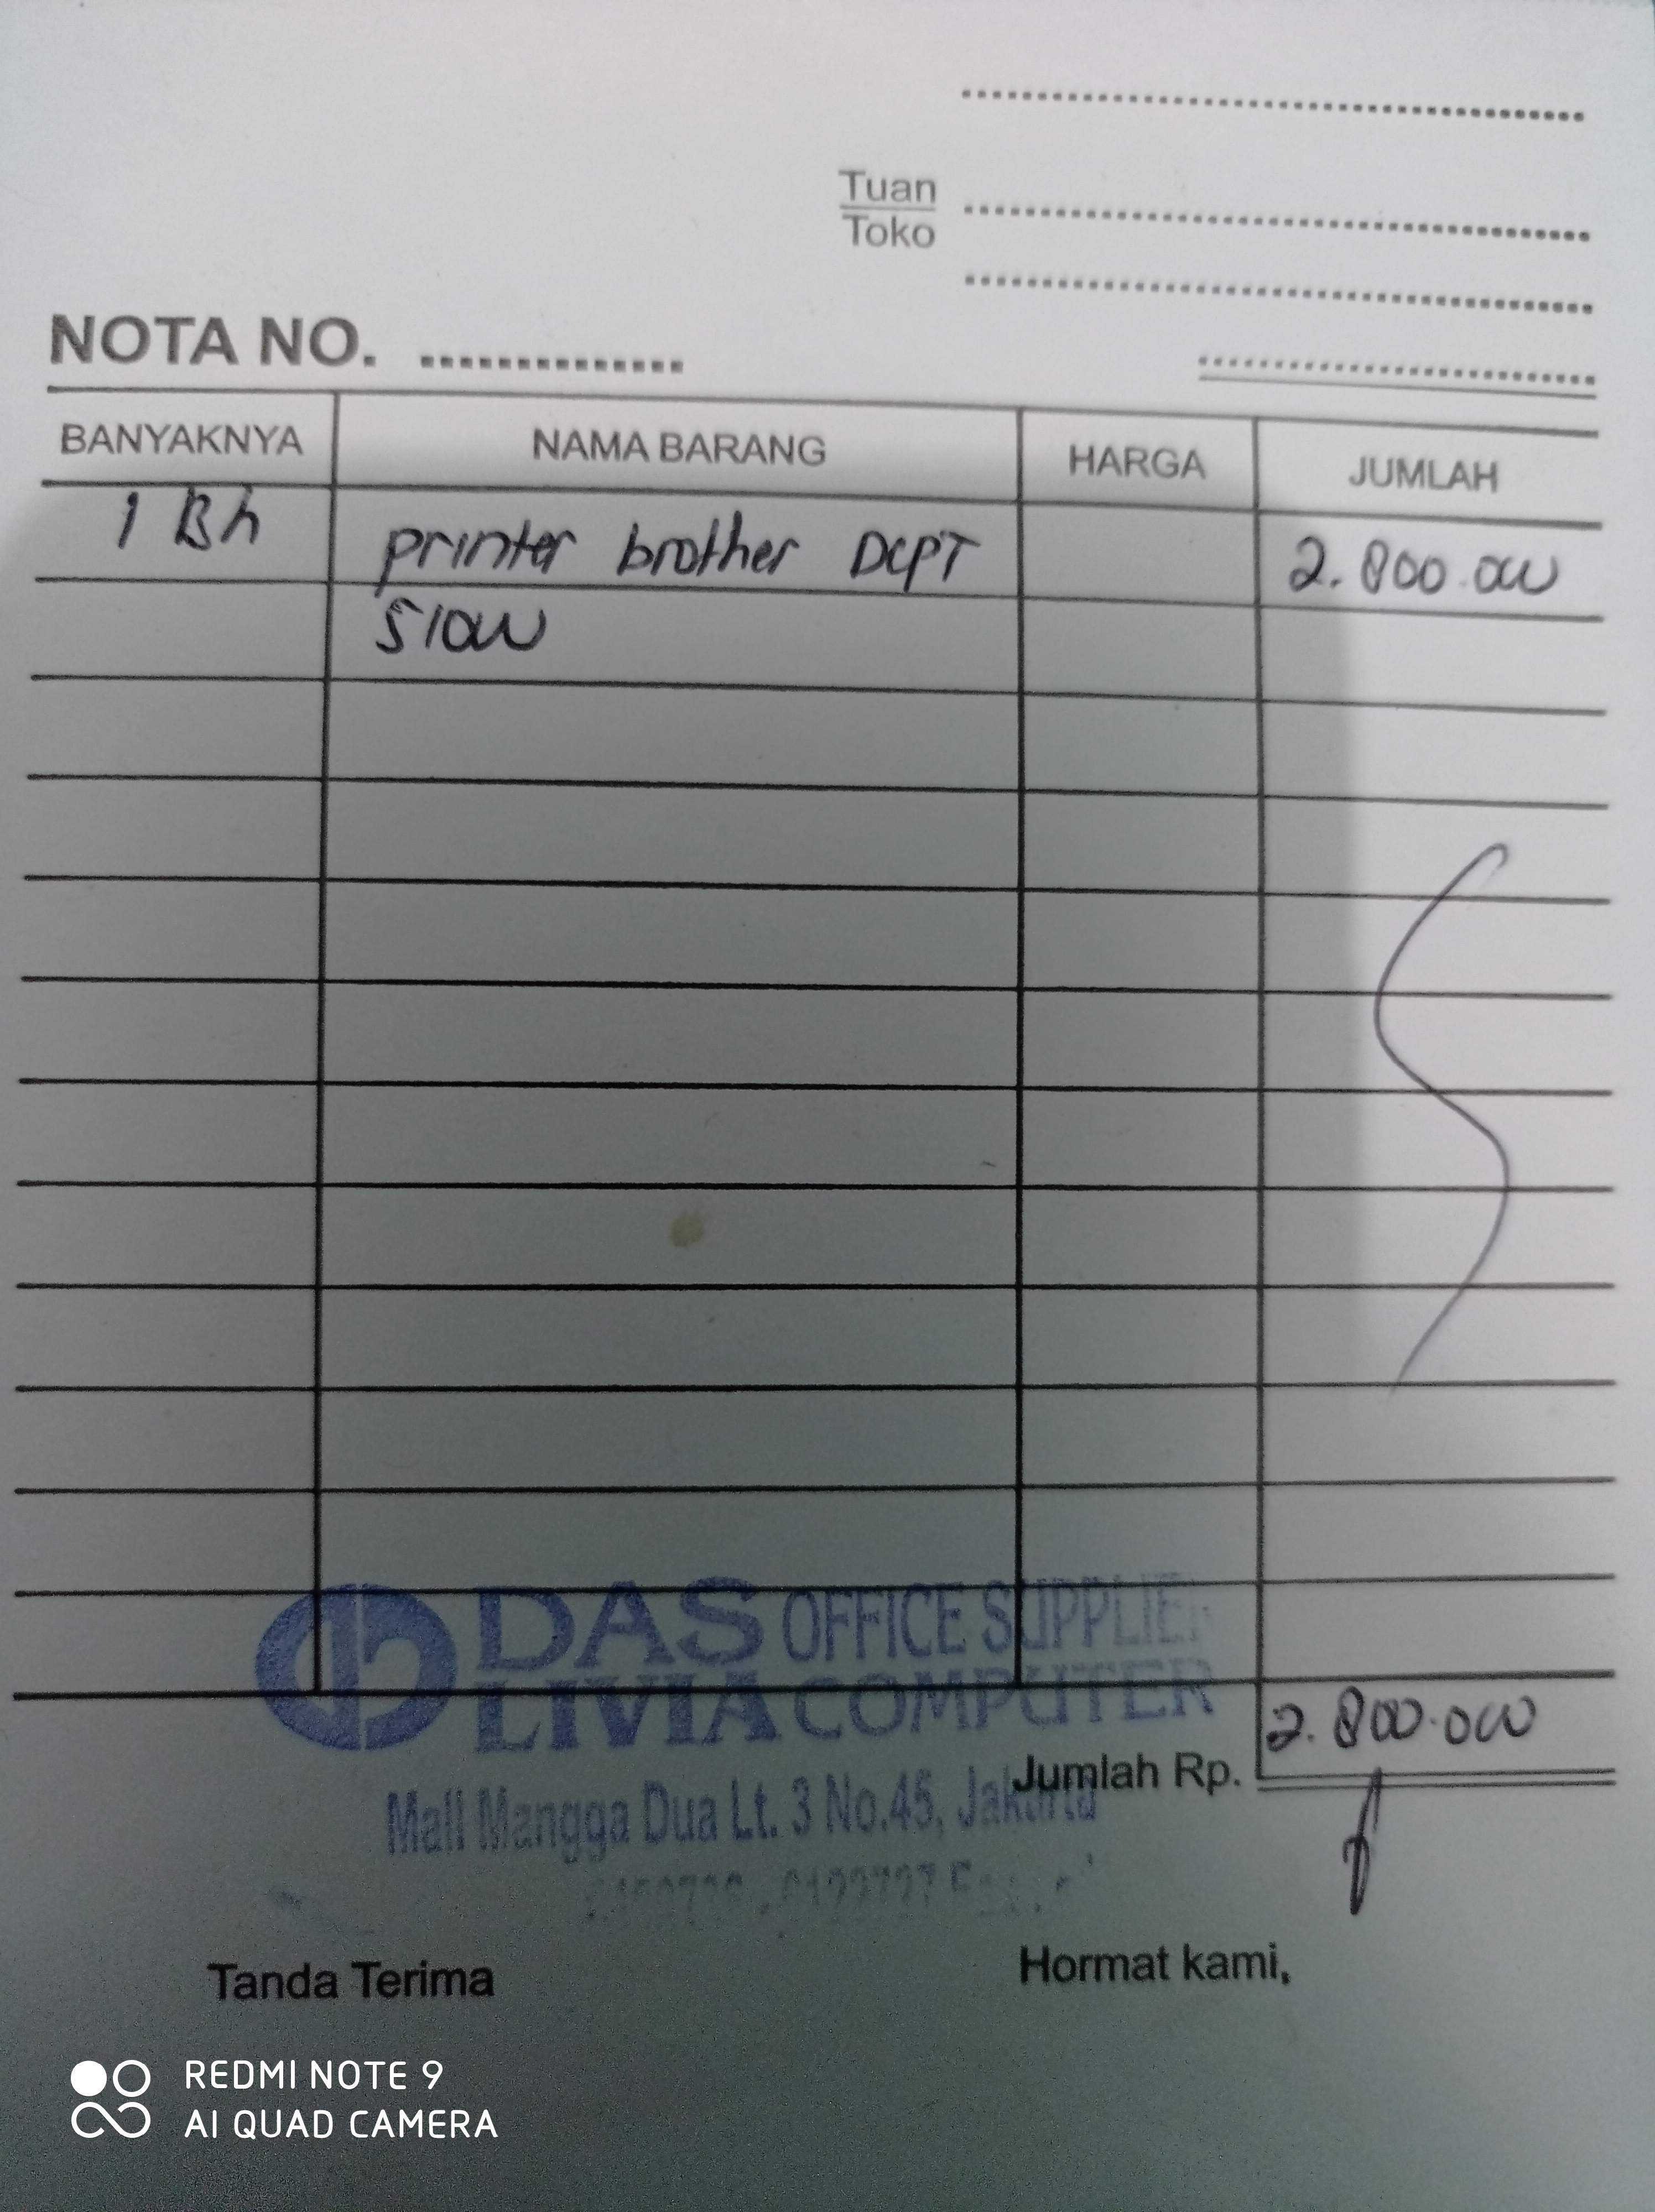 Tuan
Toko
NOTA NO.
BANYAKNYA NAMA BARANG HARGA JUMLAH
1 Bh printer brother DCPT 2.800.000
510W
DAS OFFICE SUPPLIER
LIVIA COMPUTER
2.800.000
Jumlah Rp.
Mall Mangga Dua Lt. 3 No.45, Jakarta
Tanda Terima Hormat kami,
REDMI NOTE 9
AI QUAD CAMERA